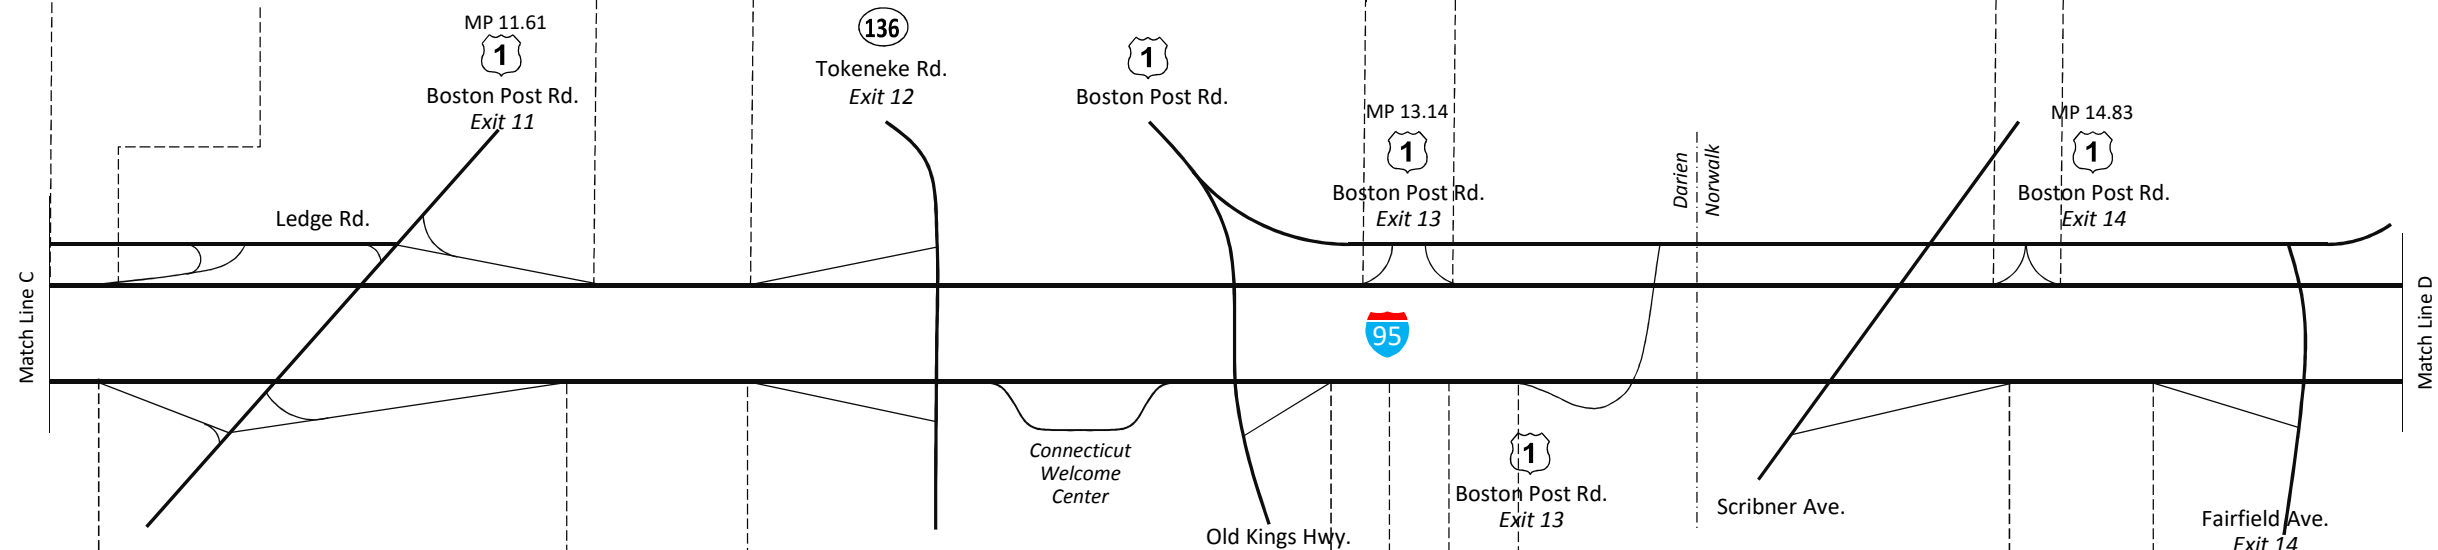 Match Line C
Ledge Rd.
MP 11.61
1
Boston Post Rd.
Exit 11
136
Tokeneke Rd.
Exit 12
Connecticut
Welcome
Center
1
Boston Post Rd.
Old Kings Hwy.
MP 13.14
1
Boston Post Rd.
Exit 13
95
1
Boston Post Rd.
Exit 13
Darien
Norwalk
Scribner Ave.
MP 14.83
1
Boston Post Rd.
Exit 14
Fairfield Ave.
Exit 14
Match Line D